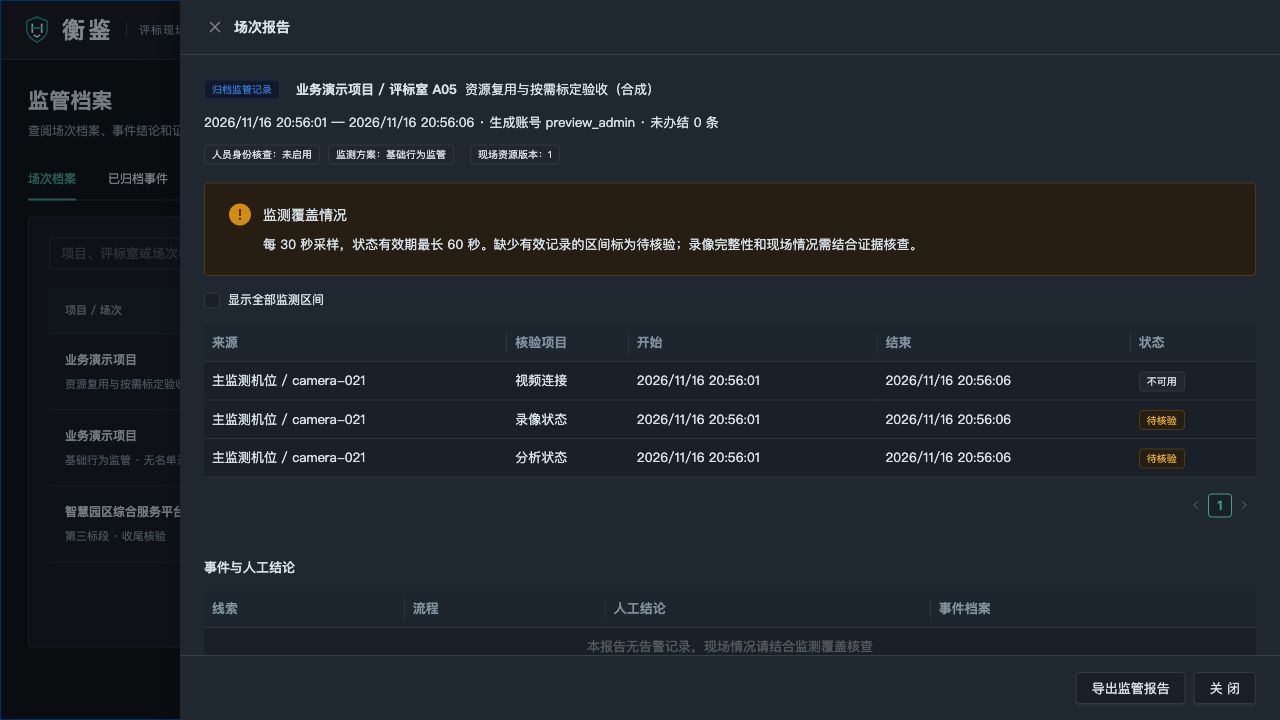 衡鉴
评标现
场次报告
监管档案
查阅场次档案、事件结论和证
场次档案
已归档事件
项目、评标室或场次
项目 / 场次
业务演示项目
资源复用与按需标定验收
业务演示项目
基础行为监管 · 无名单
智慧园区综合服务平台
第三标段 · 收尾核验
归档监管记录
业务演示项目 / 评标室 A05 资源复用与按需标定验收（合成）
2026/11/16 20:56:01 — 2026/11/16 20:56:06 · 生成账号 preview_admin · 未办结 0 条
人员身份核查：未启用
监测方案：基础行为监管
现场资源版本：1
监测覆盖情况
每 30 秒采样，状态有效期最长 60 秒。缺少有效记录的区间标为待核验；录像完整性和现场情况需结合证据核查。
显示全部监测区间
来源 核验项目 开始 结束 状态
主监测机位 / camera-021 视频连接 2026/11/16 20:56:01 2026/11/16 20:56:06 不可用
主监测机位 / camera-021 录像状态 2026/11/16 20:56:01 2026/11/16 20:56:06 待核验
主监测机位 / camera-021 分析状态 2026/11/16 20:56:01 2026/11/16 20:56:06 待核验
1
事件与人工结论
线索 流程 人工结论 事件档案
本报告无告警记录，现场情况请结合监测覆盖核查
导出监管报告
关 闭